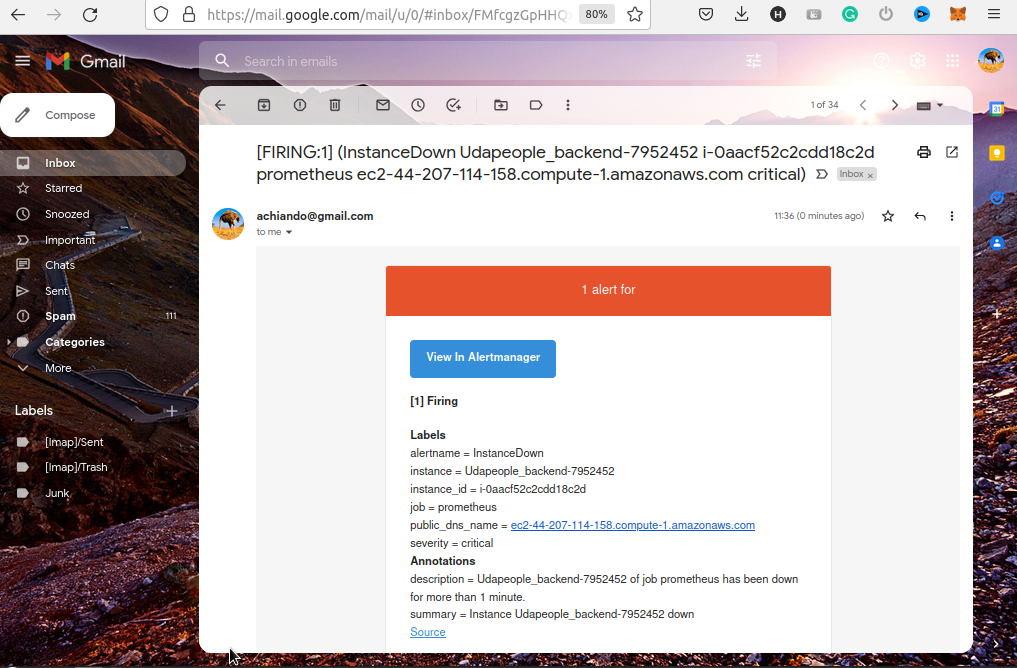 https://mail.google.com/mail/u/0/#inbox/FMfcgzGpHHQ
80%
H
Gmail
Search in emails
Compose
1 of 34
31
Inbox
Starred
Snoozed
Important
Chats
Sent
Spam 111
Categories
More
Labels
[Imap]/Sent
[Imap]/Trash
Junk
[FIRING:1] (InstanceDown Udapeople_backend-7952452 i-0aacf52c2cdd18c2d
prometheus ec2-44-207-114-158.compute-1.amazonaws.com critical) Inbox x
achiando@gmail.com 11:36 (0 minutes ago)
to me
1 alert for
View In Alertmanager
[1] Firing
Labels
alertname = InstanceDown
instance = Udapeople_backend-7952452
instance_id = i-0aacf52c2cdd18c2d
job = prometheus
public_dns_name = ec2-44-207-114-158.compute-1.amazonaws.com
severity = critical
Annotations
description = Udapeople_backend-7952452 of job prometheus has been down
for more than 1 minute.
summary = Instance Udapeople_backend-7952452 down
Source